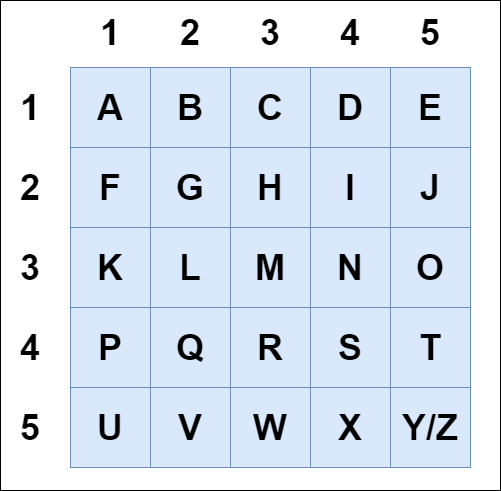 1 2 3 4 5
1 A B C D E
2 F G H I J
3 K L M N O
4 P Q R S T
5 U V W X Y/Z